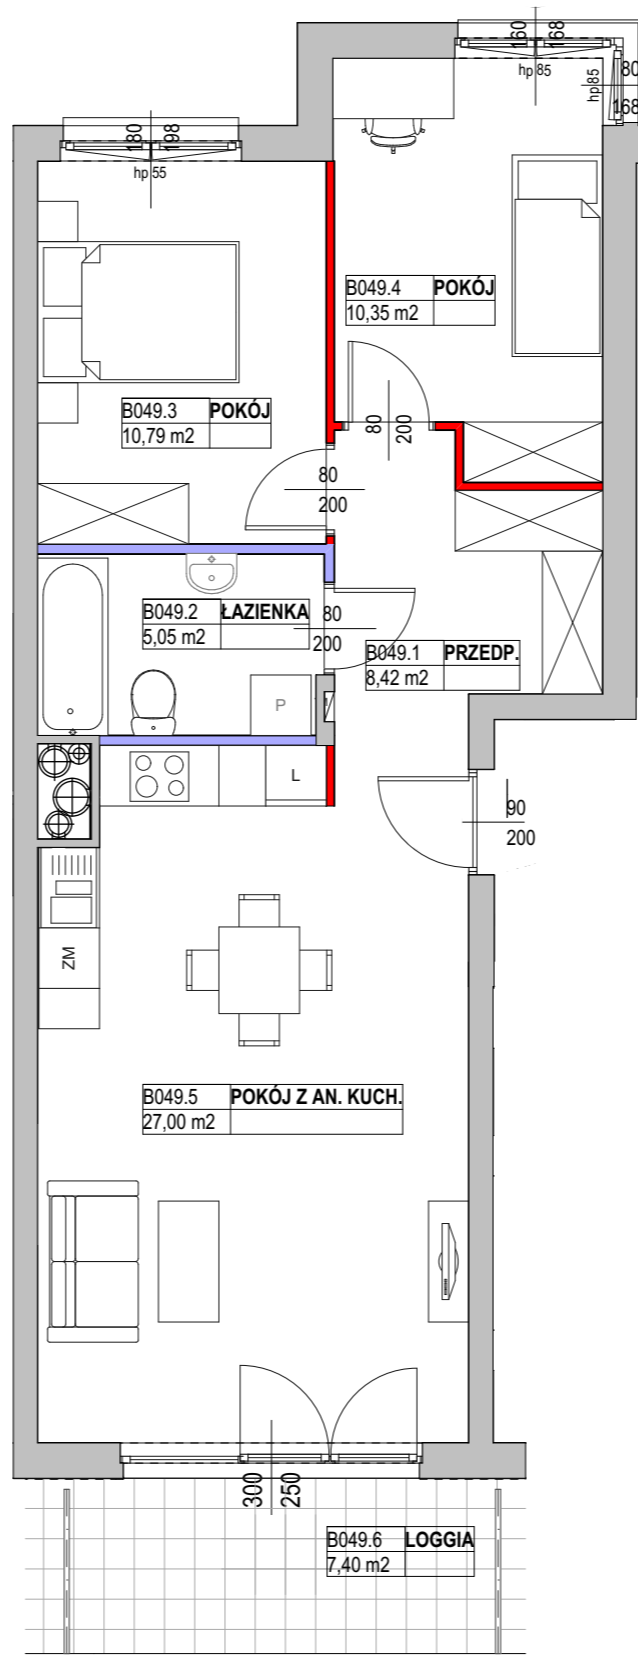 160
168
hp 85
hp 85
80
168
180
198
hp 55
B049.4 POKÓJ
10,35 m2
B049.3 POKÓJ
10,79 m2
80
200
80
200
B049.2 ŁAZIENKA
5,05 m2
80
200
B049.1 PRZEDP.
8,42 m2
P
L
90
200
ZM
B049.5 POKÓJ Z AN. KUCH.
27,00 m2
300
250
B049.6 LOGGIA
7,40 m2